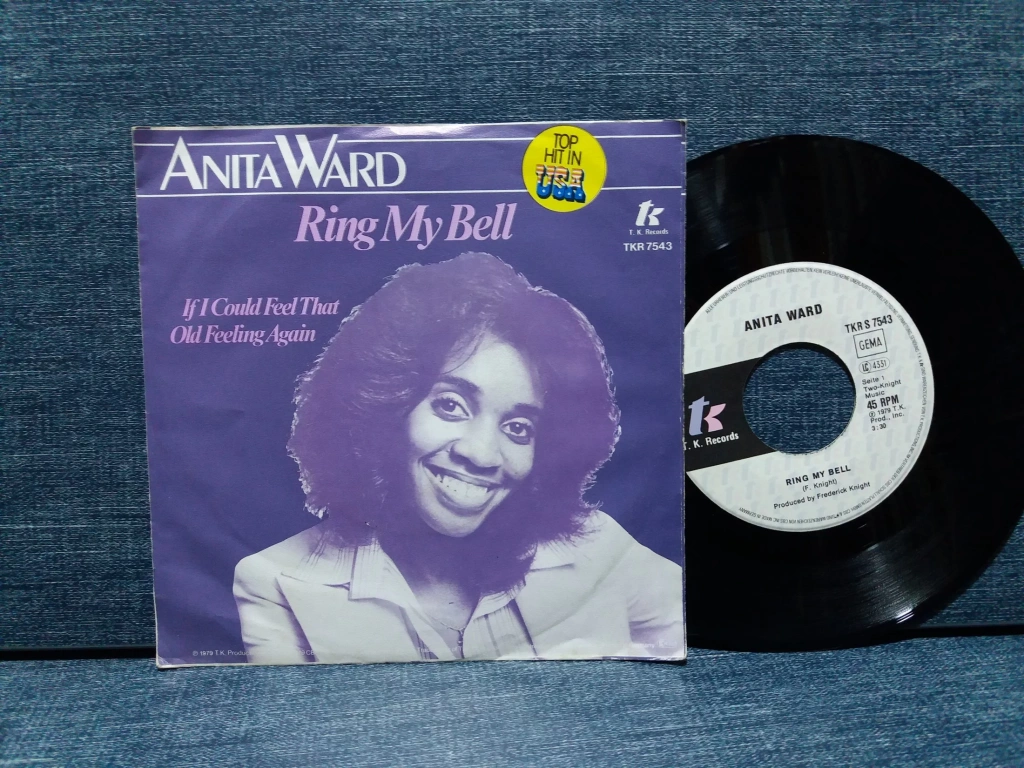 ANITA WARD
TOP
HIT IN
USA
Ring My Bell
tk
T. K. Records
TKR 7543
If I Could Feel That
Old Feeling Again
℗ 1979 T.K. Produc
ANITA WARD
TKR S 7543
GEMA
LC 4551
Seite 1
Two-Knight
Music
45 RPM
℗ 1979 T.K.
Prod., Inc.
3:30
tk
T. K. Records
RING MY BELL
(F. Knight)
Produced by Frederick Knight